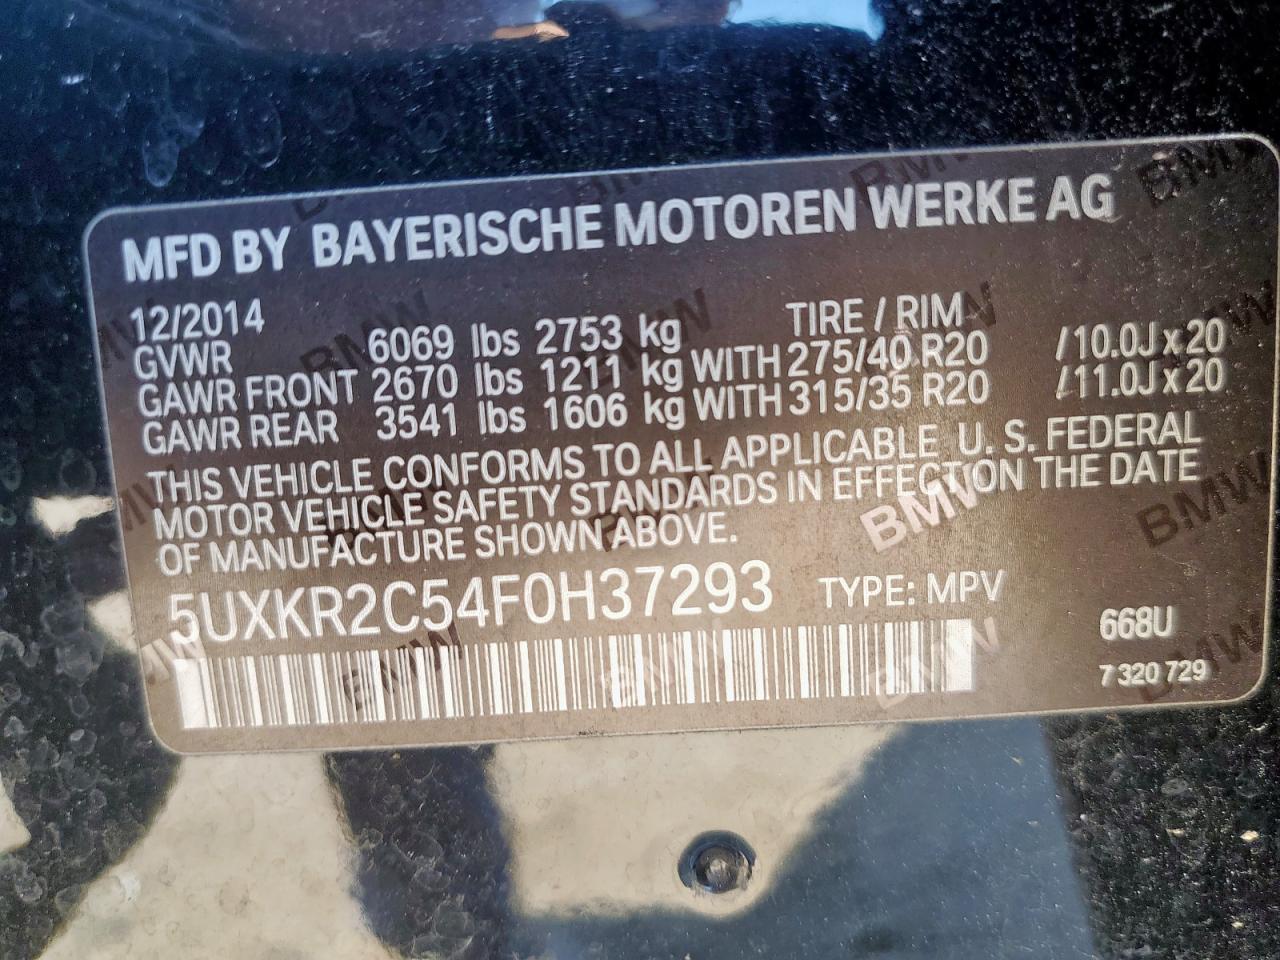 MFD BY BAYERISCHE MOTOREN WERKE AG
12/2014 TIRE / RIM
GVWR 6069 lbs 2753 kg
GAWR FRONT 2670 lbs 1211 kg WITH 275/40 R20 /10.0J x 20
GAWR REAR 3541 lbs 1606 kg WITH 315/35 R20 /11.0J x 20
THIS VEHICLE CONFORMS TO ALL APPLICABLE U. S. FEDERAL
MOTOR VEHICLE SAFETY STANDARDS IN EFFECT ON THE DATE
OF MANUFACTURE SHOWN ABOVE.
5UXKR2C54F0H37293 TYPE: MPV
668U
7 320 729